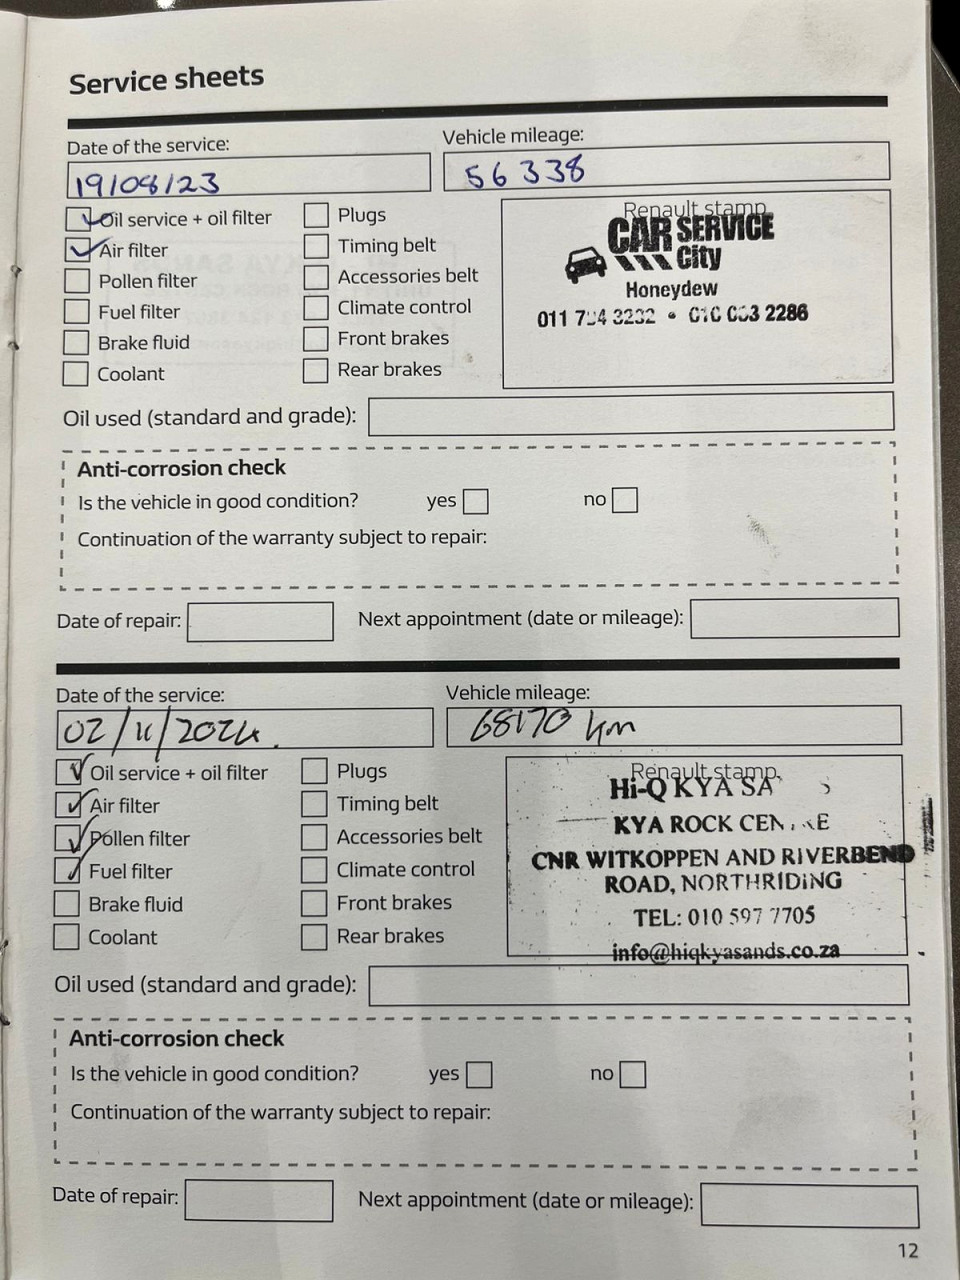 Service sheets
Date of the service:
Vehicle mileage:
19/08/23
56 338
Oil service + oil filter
Plugs
Renault stamp
Air filter
Timing belt
CAR SERVICE
City
Pollen filter
Accessories belt
Honeydew
Fuel filter
Climate control
011 3232 • 2286
Brake fluid
Front brakes
Coolant
Rear brakes
Oil used (standard and grade):
Anti-corrosion check
Is the vehicle in good condition? yes no
Continuation of the warranty subject to repair:
Date of repair:
Next appointment (date or mileage):
Date of the service:
Vehicle mileage:
02/11/2024.
68170 km
Oil service + oil filter
Plugs
Renault stamp
Hi-Q KYA SA
Air filter
Timing belt
KYA ROCK
Pollen filter
Accessories belt
CNR WITKOPPEN AND RIVERBEND
Fuel filter
Climate control
ROAD, NORTHRIDING
Brake fluid
Front brakes
TEL: 010 597 7705
Coolant
Rear brakes
info@hiqkyasands.co.za
Oil used (standard and grade):
Anti-corrosion check
Is the vehicle in good condition? yes no
Continuation of the warranty subject to repair:
Date of repair:
Next appointment (date or mileage):
12